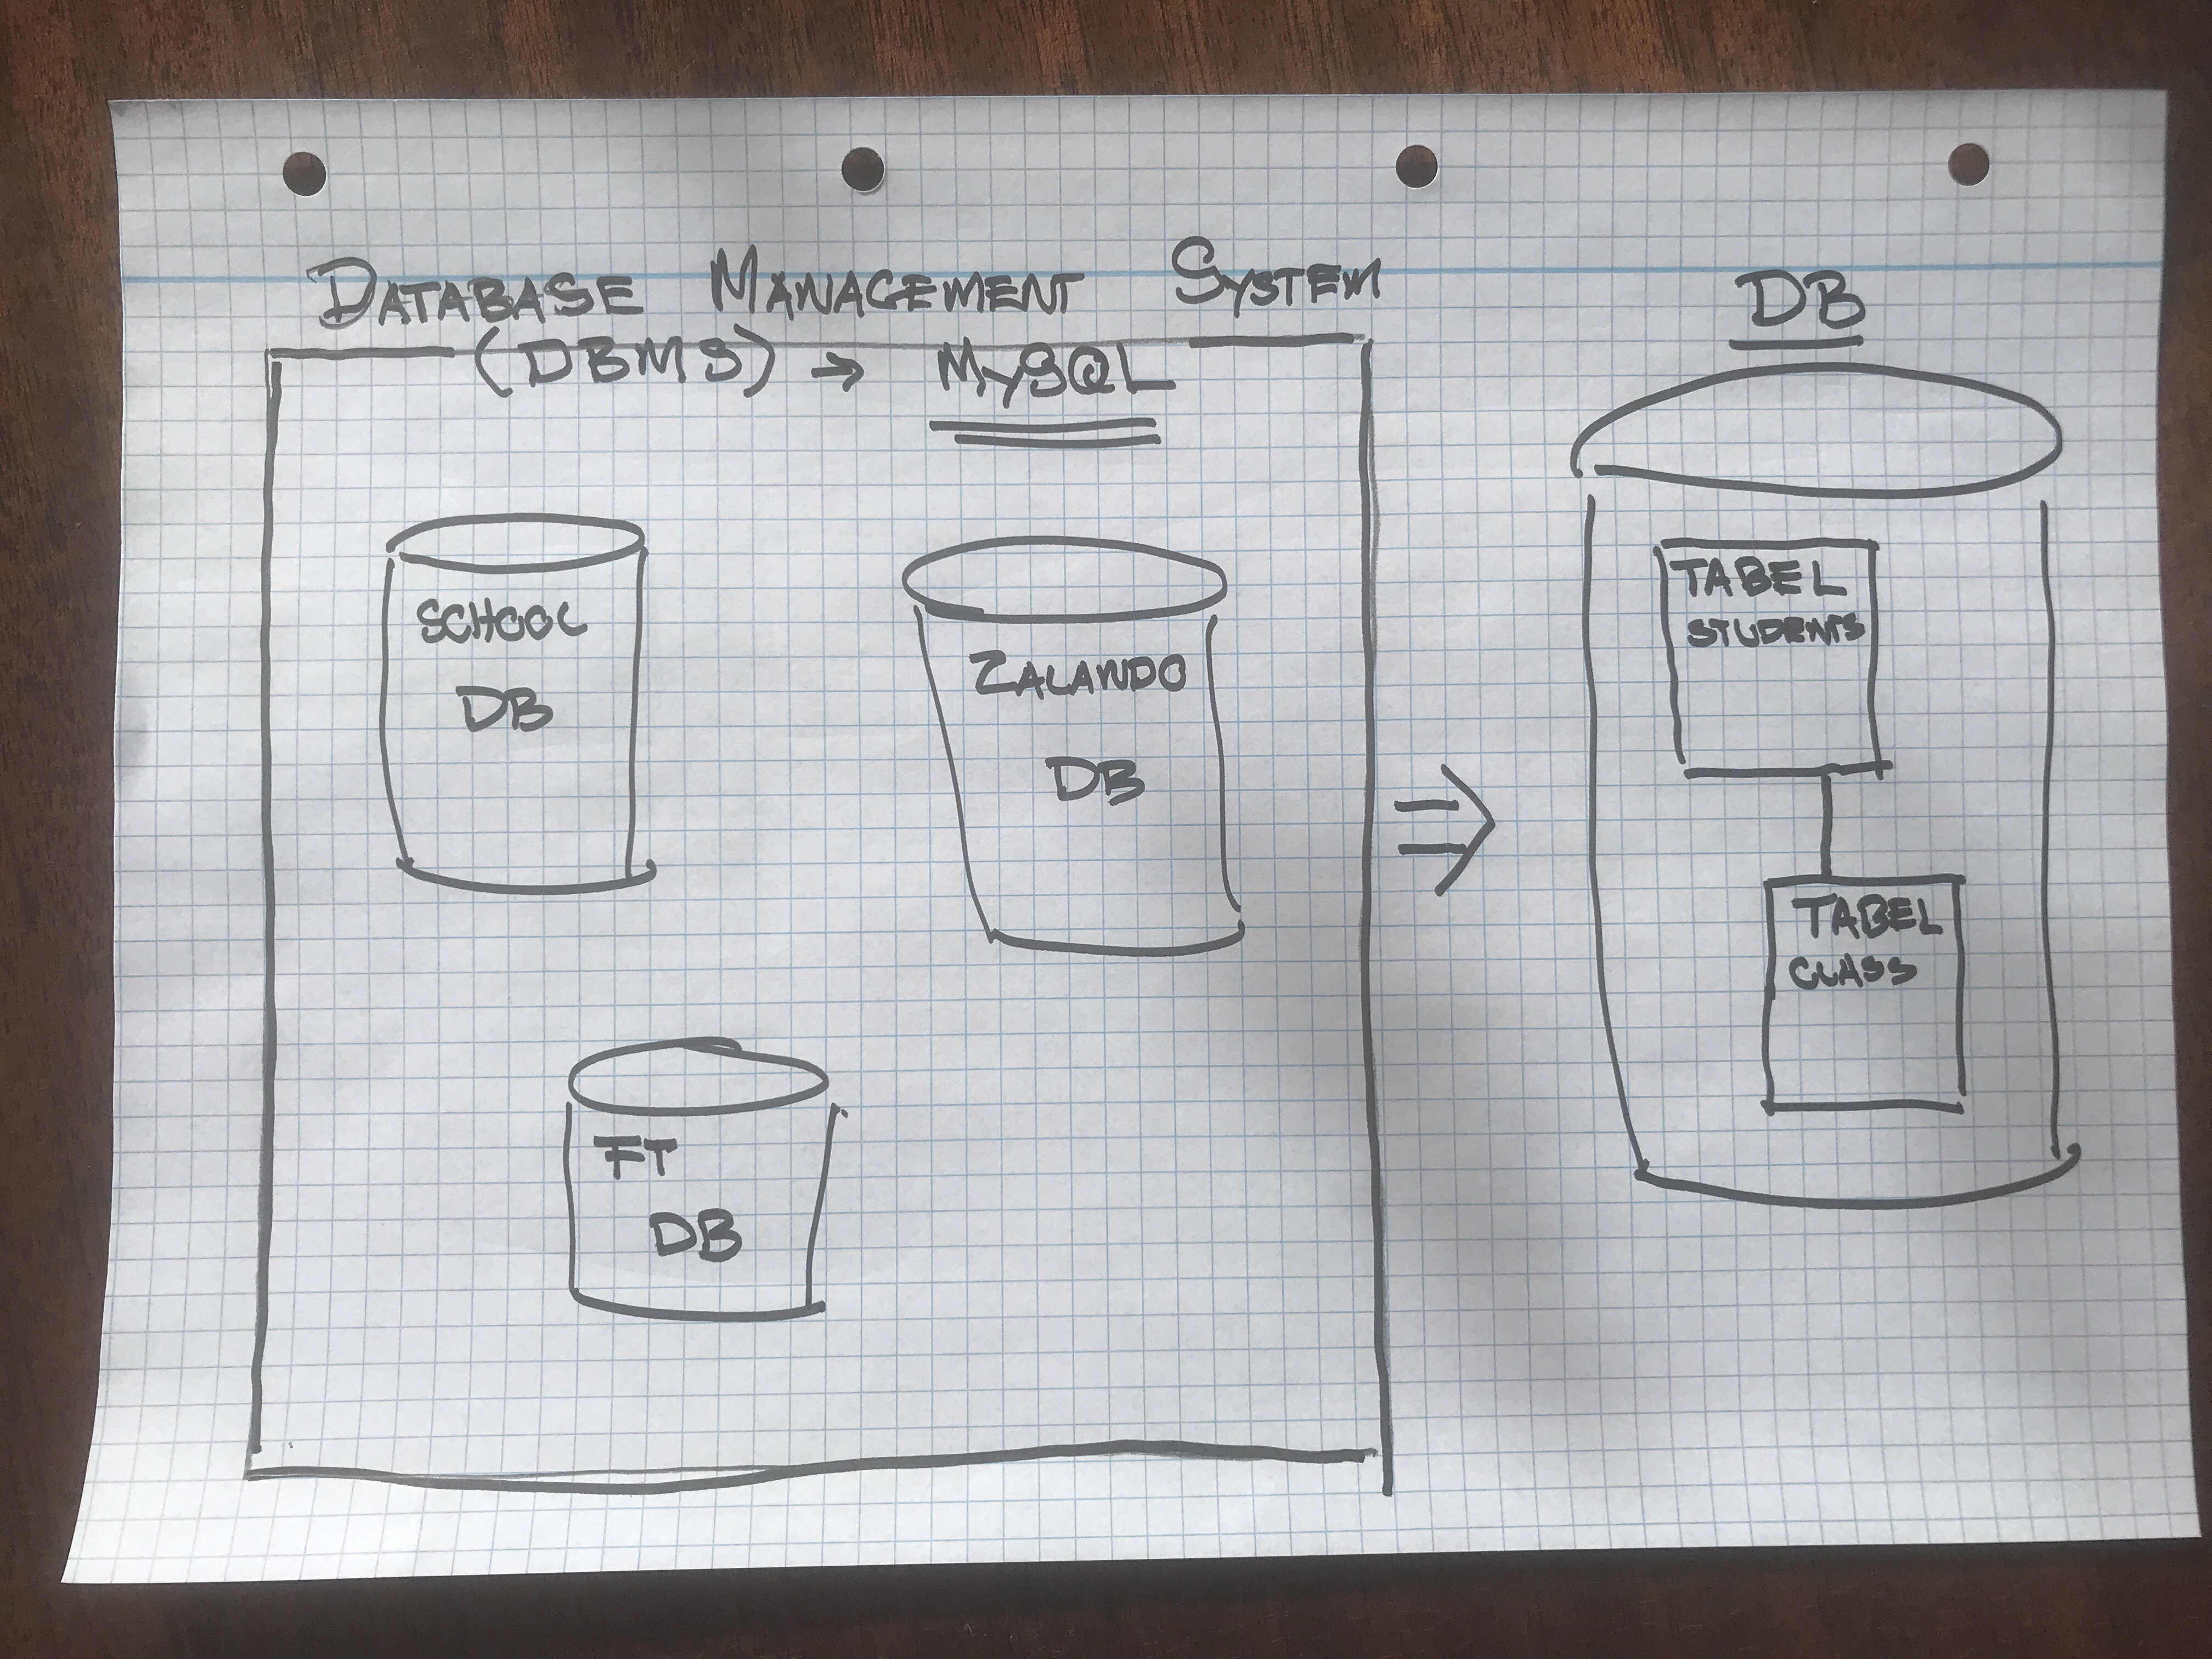 DATABASE MANAGEMENT SYSTEM
(DBMS) → MySQL
SCHOOL
DB
ZALANDO
DB
FT
DB
DB
TABEL
STUDENTS
TABEL
CLASS